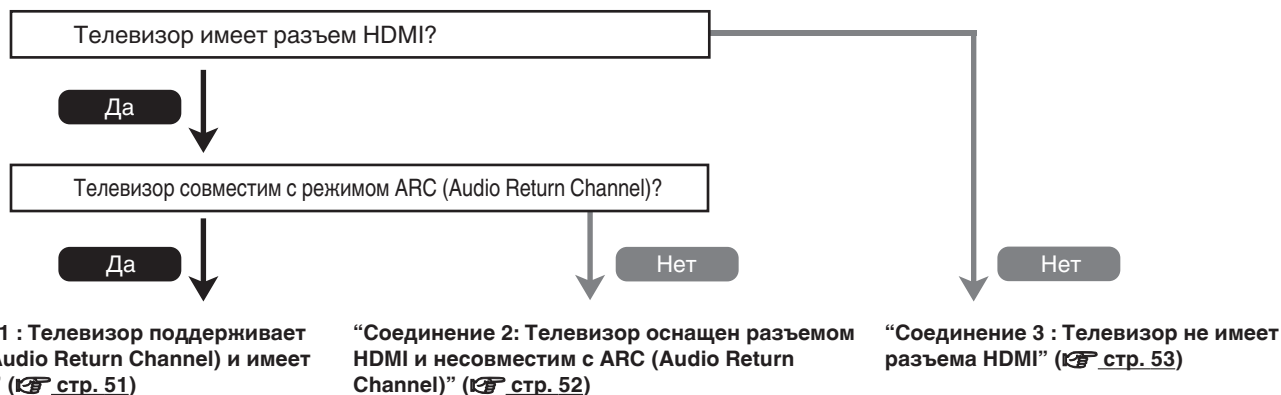 Телевизор имеет разъем HDMI?
Да
Телевизор совместим с режимом ARC (Audio Return Channel)?
Да
Нет
Нет
1 : Телевизор поддерживает
Audio Return Channel) и имеет
” (☞ стр. 51)
“Соединение 2: Телевизор оснащен разъемом
HDMI и несовместим с ARC (Audio Return
Channel)” (☞ стр. 52)
“Соединение 3 : Телевизор не имеет
разъема HDMI” (☞ стр. 53)